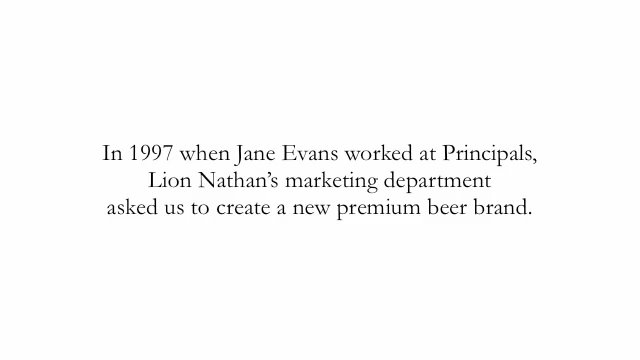 In 1997 when Jane Evans worked at Principals,
Lion Nathan’s marketing department
asked us to create a new premium beer brand.